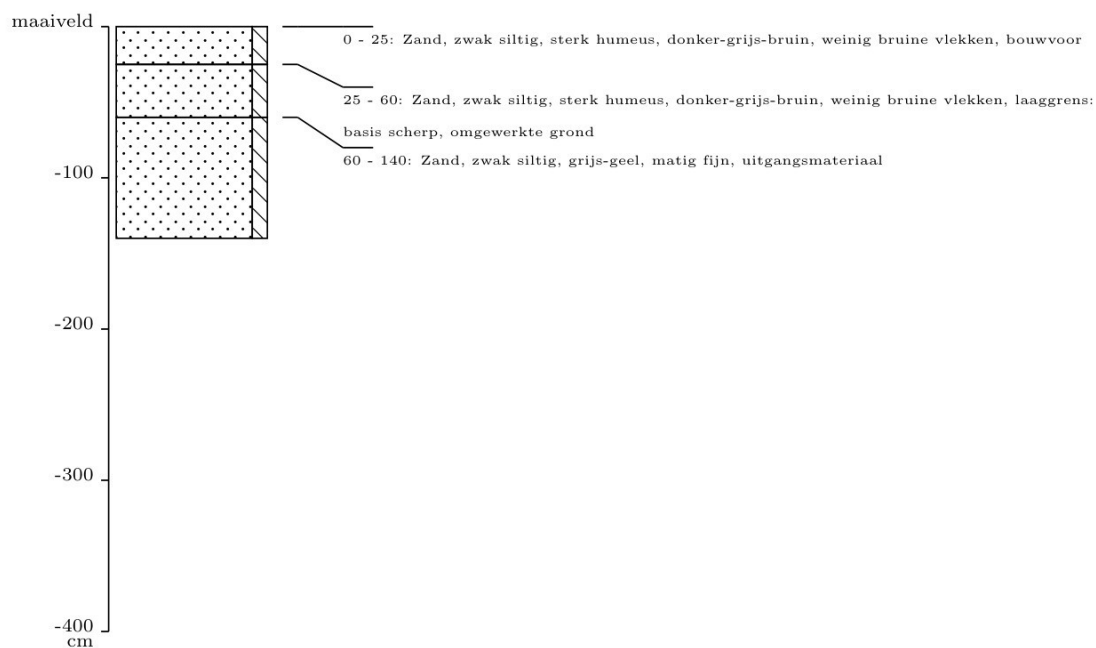 maaiveld
0 - 25: Zand, zwak siltig, sterk humeus, donker-grijs-bruin, weinig bruine vlekken, bouwvoor
25 - 60: Zand, zwak siltig, sterk humeus, donker-grijs-bruin, weinig bruine vlekken, laaggrens:
basis scherp, omgewerkte grond
60 - 140: Zand, zwak siltig, grijs-geel, matig fijn, uitgangsmateriaal
-100
-200
-300
-400
cm